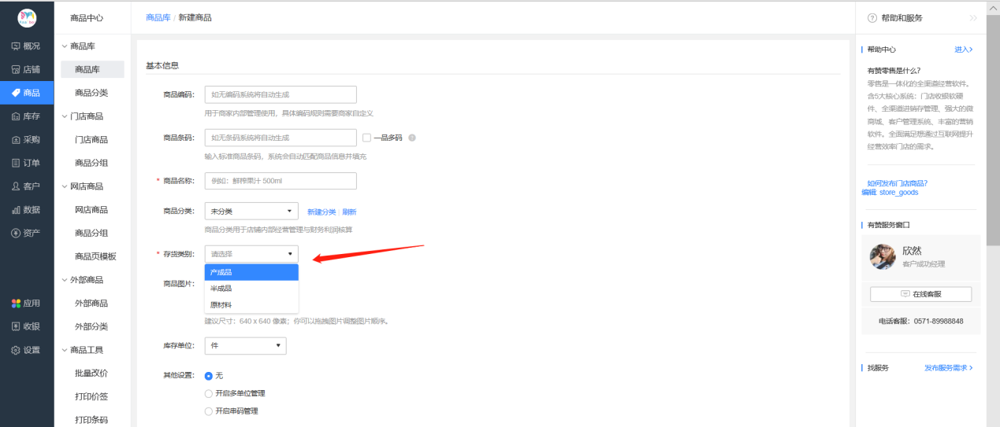 概况
店铺
商品
库存
采购
订单
客户
数据
资产
应用
收银
设置
商品中心
商品库
商品库
商品分类
门店商品
门店商品
商品分组
网店商品
网店商品
商品分组
商品页模板
外部商品
外部商品
外部分类
商品工具
批量改价
打印价签
打印条码
商品库 / 新建商品
基本信息
商品编码： 如无编码系统将自动生成
用于商家内部管理使用，具体编码规则需要商家自定义
商品条码： 如无条码系统将自动生成 一品多码 ?
输入标准商品条码，系统会自动匹配商品信息并填充
* 商品名称： 例如：鲜榨果汁 500ml
商品分类： 未分类 新建分类 | 刷新
商品分类用于店铺内部经营管理与财务利润核算
* 存货类别： 请选择
产成品
半成品
原材料
商品图片：
建议尺寸：640 x 640 像素；你可以拖拽图片调整图片顺序。
库存单位： 件
其他设置： 无
开启多单位管理
开启串码管理
? 帮助和服务 >>
帮助中心 进入>
有赞零售是什么？
零售是一体化的全渠道经营软件。
含5大核心系统：门店收银软硬
件、全渠道进销存管理、强大的微
商城、客户管理系统、丰富的营销
软件。全面满足想通过互联网提升
经营效率门店的需求。
如何发布门店商品？
编辑: store_goods
有赞服务窗口
欣然
客户成功经理
在线客服
电话客服：0571-89988848
找服务 发布服务需求>